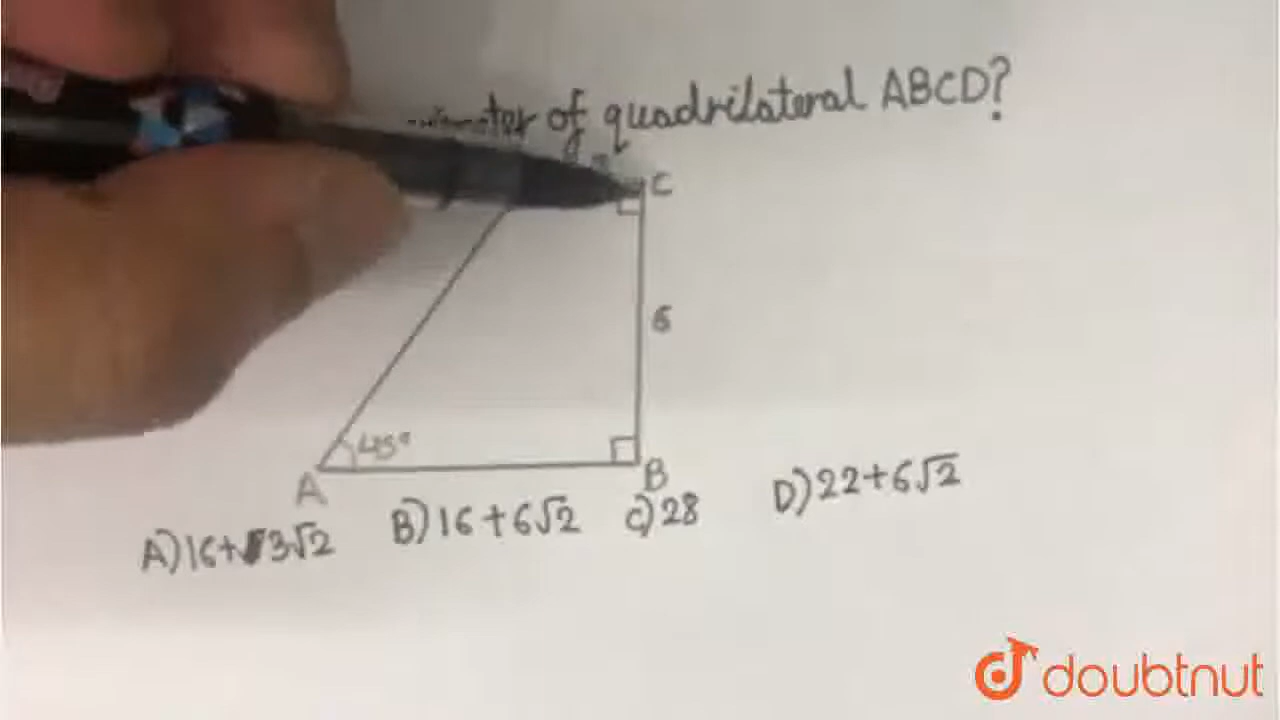 of quadrilateral ABCD?
C
6
45°
A
B
A) 16+3√2 B) 16+6√2 C) 28 D) 22+6√2
doubtnut